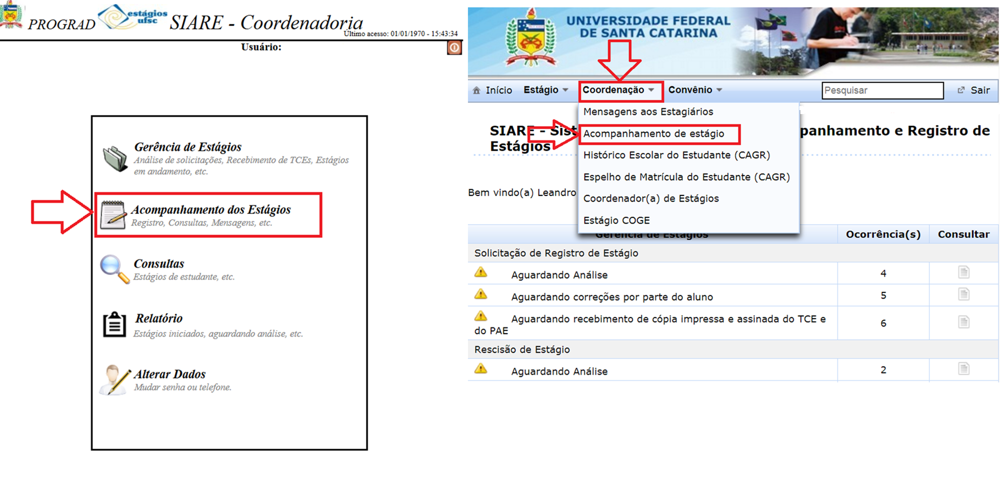 PROGRAD
estágios
ufsc
SIARE - Coordenadoria
Último acesso: 01/01/1970 - 15:43:34
Usuário:
Gerência de Estágios
Análise de solicitações, Recebimento de TCEs, Estágios
em andamento, etc.
Acompanhamento dos Estágios
Registro, Consultas, Mensagens, etc.
Consultas
Estágios de estudante, etc.
Relatório
Estágios iniciados, aguardando análise, etc.
Alterar Dados
Mudar senha ou telefone.
UNIVERSIDADE FEDERAL
DE SANTA CATARINA
Início Estágio Coordenação Convênio Pesquisar Sair
Mensagens aos Estagiários
Acompanhamento de estágio
Histórico Escolar do Estudante (CAGR)
Espelho de Matrícula do Estudante (CAGR)
Coordenador(a) de Estágios
Estágio COGE
SIARE - Sist panhamento e Registro de
Estágios
Bem vindo(a) Leandro
Gerência de Estágios Ocorrência(s) Consultar
Solicitação de Registro de Estágio
Aguardando Análise 4
Aguardando correções por parte do aluno 5
Aguardando recebimento de cópia impressa e assinada do TCE e
do PAE 6
Rescisão de Estágio
Aguardando Análise 2